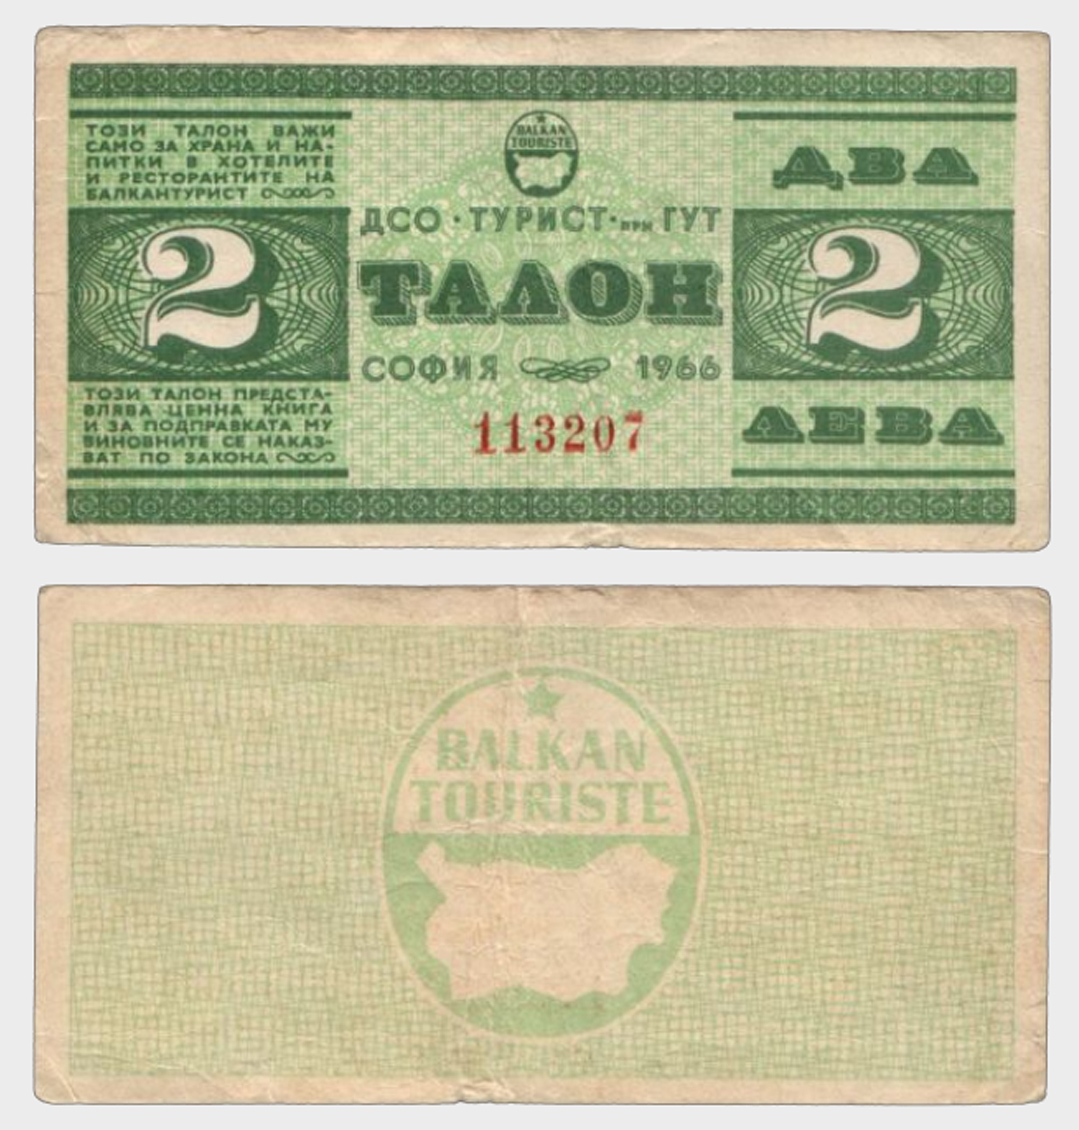 ТОЗИ ТАЛОН ВАЖИ
САМО ЗА ХРАНА И НА-
ПИТКИ В ХОТЕЛИТЕ
И РЕСТОРАНТИТЕ НА
БАЛКАНТУРИСТ
2
ТОЗИ ТАЛОН ПРЕДСТА-
ВЛЯВА ЦЕННА КНИГА
И ЗА ПОДПРАВКАТА МУ
ВИНОВНИТЕ СЕ НАКАЗ-
ВАТ ПО ЗАКОНА
BALKAN
TOURISTE
ДСО · ТУРИСТ · ПРИ ГУТ
ТАЛОН
СОФИЯ 1966
113207
ДВА
2
ЛЕВА
BALKAN
TOURISTE